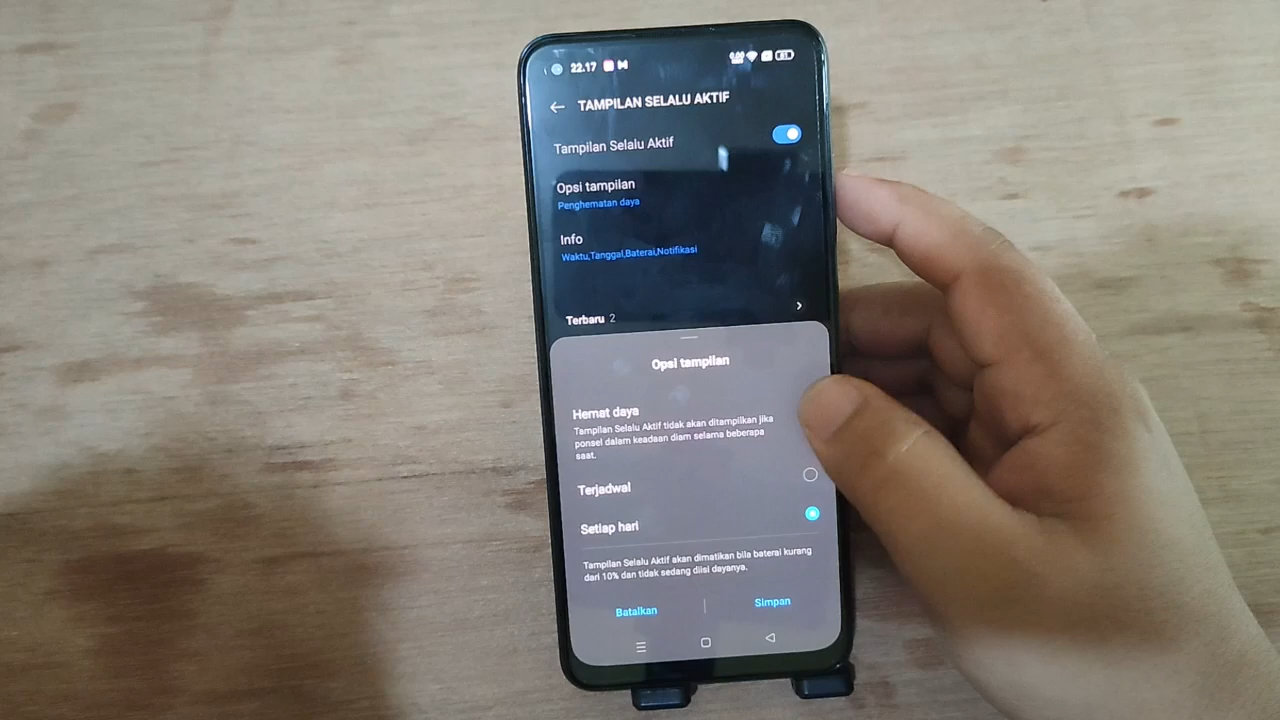 22.17
TAMPILAN SELALU AKTIF
Tampilan Selalu Aktif
Opsi tampilan
Penghematan daya
Info
Waktu,Tanggal,Baterai,Notifikasi
Terbaru 2
Opsi tampilan
Hemat daya
Tampilan Selalu Aktif tidak akan ditampilkan jika
ponsel dalam keadaan diam selama beberapa
saat.
Terjadwal
Setiap hari
Tampilan Selalu Aktif akan dimatikan bila baterai kurang
dari 10% dan tidak sedang diisi dayanya.
Batalkan
Simpan